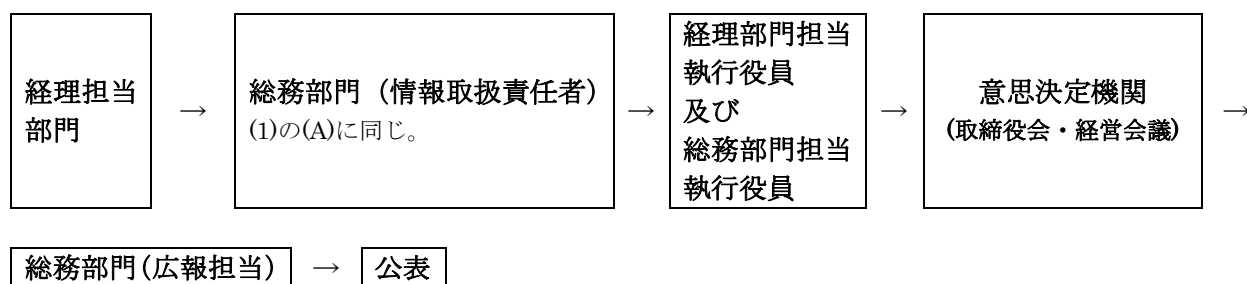 経理担当
部門
→
総務部門（情報取扱責任者）
(1)の(A)に同じ。
→
経理部門担当
執行役員
及び
総務部門担当
執行役員
→
意思決定機関
(取締役会・経営会議)
→
総務部門(広報担当) → 公表